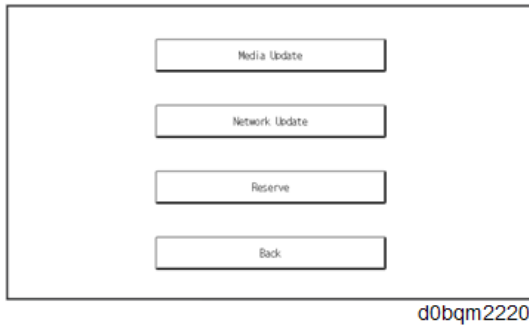 Media Update
Network Update
Reserve
Back
d0bqm2220